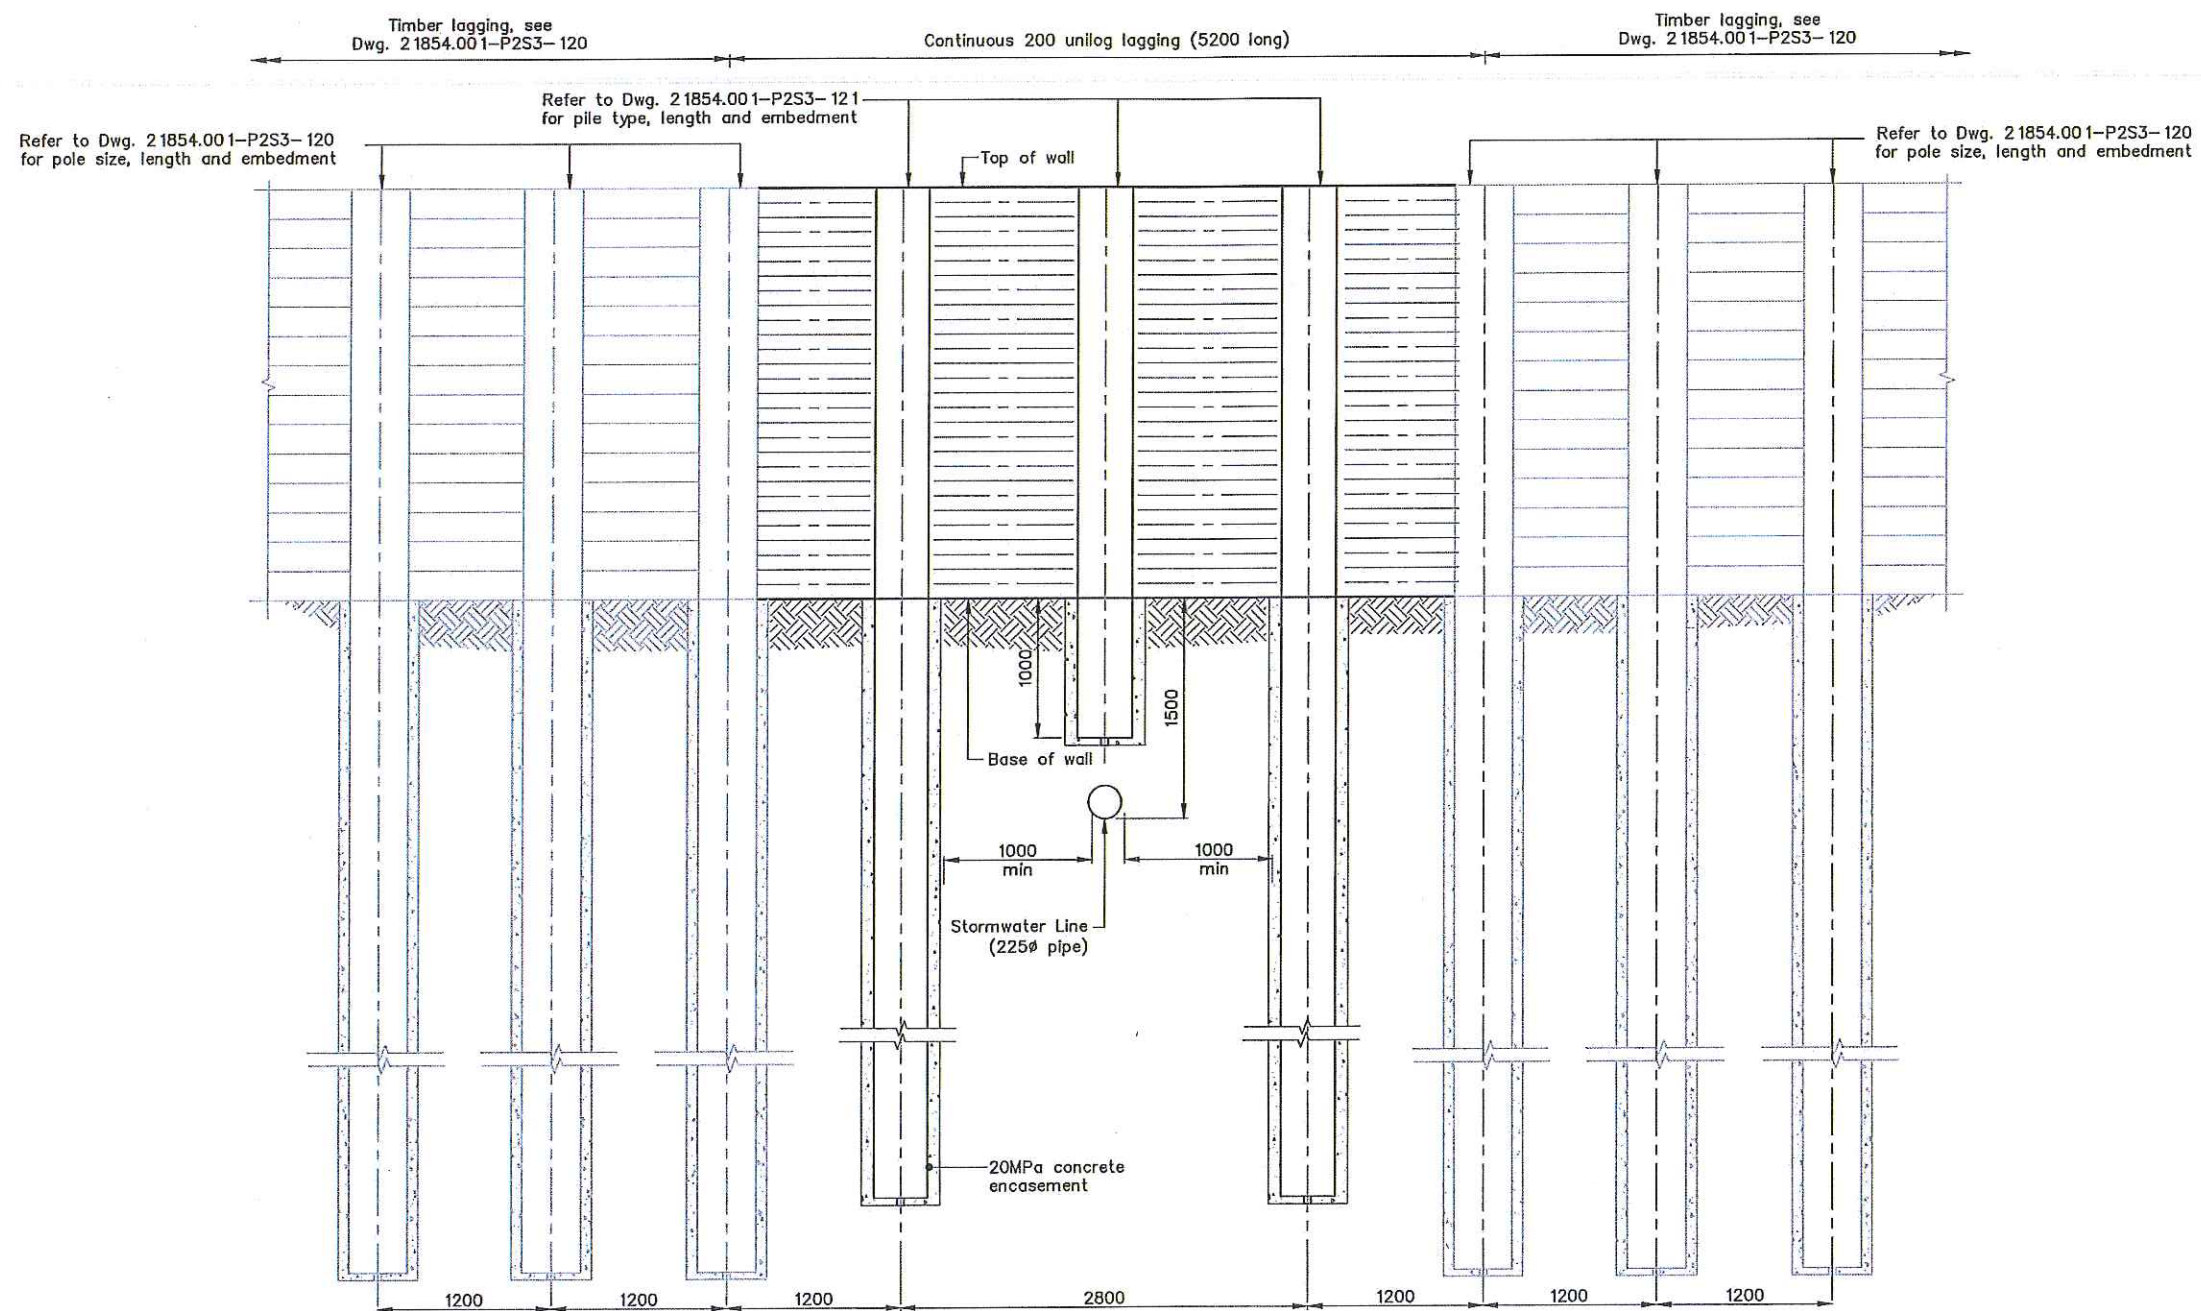 Timber lagging, see
Dwg. 21854.001-P2S3-120
Continuous 200 unilog lagging (5200 long)
Timber lagging, see
Dwg. 21854.001-P2S3-120
Refer to Dwg. 21854.001-P2S3-121
for pile type, length and embedment
Refer to Dwg. 21854.001-P2S3-120
for pole size, length and embedment
Top of wall
Refer to Dwg. 21854.001-P2S3-120
for pole size, length and embedment
1000
1500
Base of wall
1000
min
1000
min
Stormwater Line
(225ø pipe)
20MPa concrete
encasement
1200
1200
1200
2800
1200
1200
1200